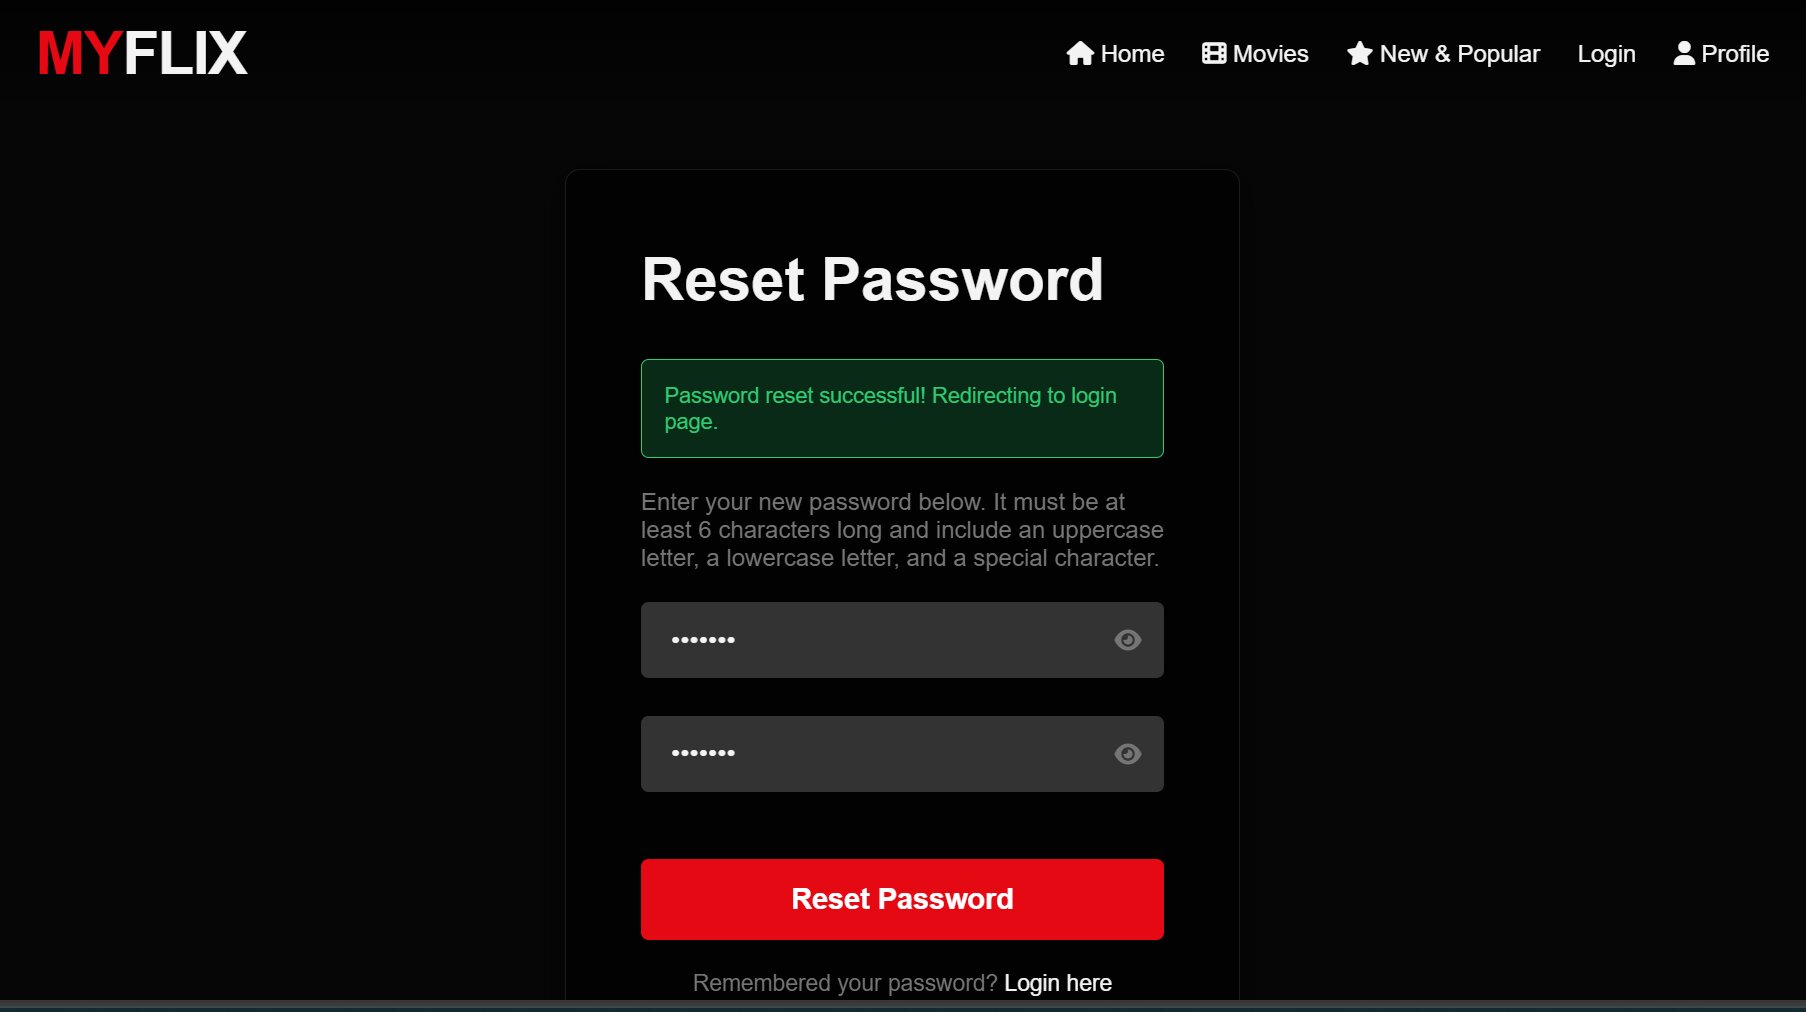 MYFLIX
Home Movies New & Popular Login Profile
Reset Password
Password reset successful! Redirecting to login
page.
Enter your new password below. It must be at
least 6 characters long and include an uppercase
letter, a lowercase letter, and a special character.
•••••••
•••••••
Reset Password
Remembered your password? Login here